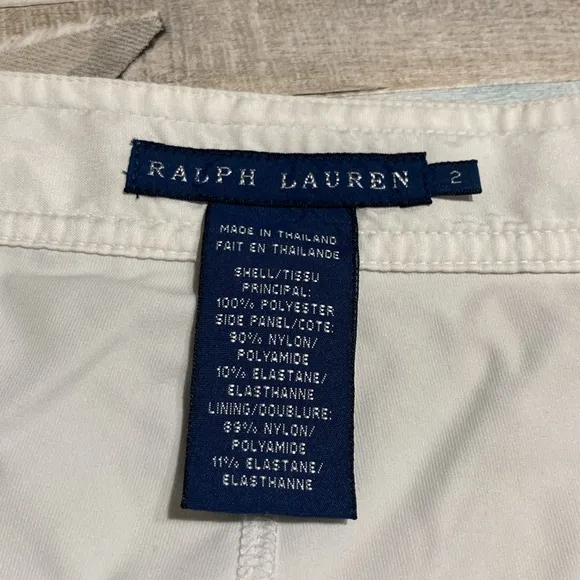 RALPH LAUREN
2
MADE IN THAILAND
FAIT EN THAILANDE
SHELL/TISSU
PRINCIPAL:
100% POLYESTER
SIDE PANEL/COTE:
90% NYLON/
POLYAMIDE
10% ELASTANE/
ELASTHANNE
LINING/DOUBLURE:
89% NYLON/
POLYAMIDE
11% ELASTANE/
ELASTHANNE